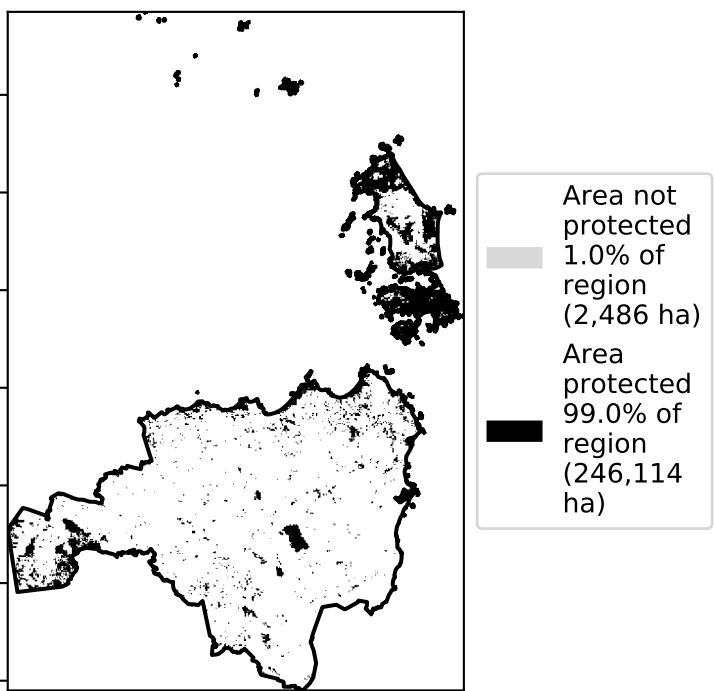 Area not
protected
1.0% of
region
(2,486 ha)
Area
protected
99.0% of
region
(246,114
ha)